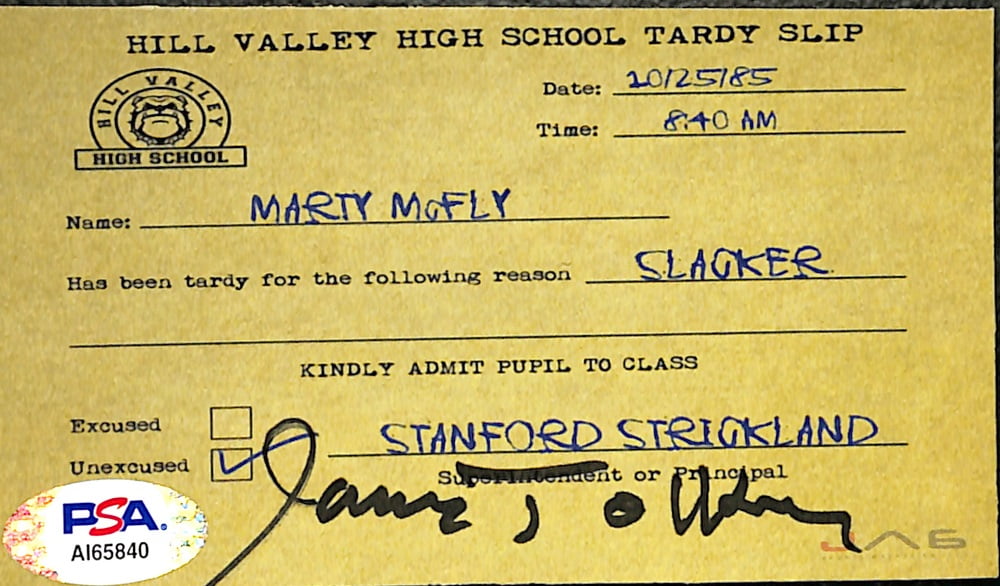 HILL VALLEY HIGH SCHOOL TARDY SLIP
HILL VALLEY
HIGH SCHOOL
Date: 10/25/85
Time: 8:40 AM
Name: MARTY McFLY
Has been tardy for the following reason SLACKER
KINDLY ADMIT PUPIL TO CLASS
Excused
STANFORD STRICKLAND
Unexcused
Superintendent or Principal
James
PSA.
AI65840